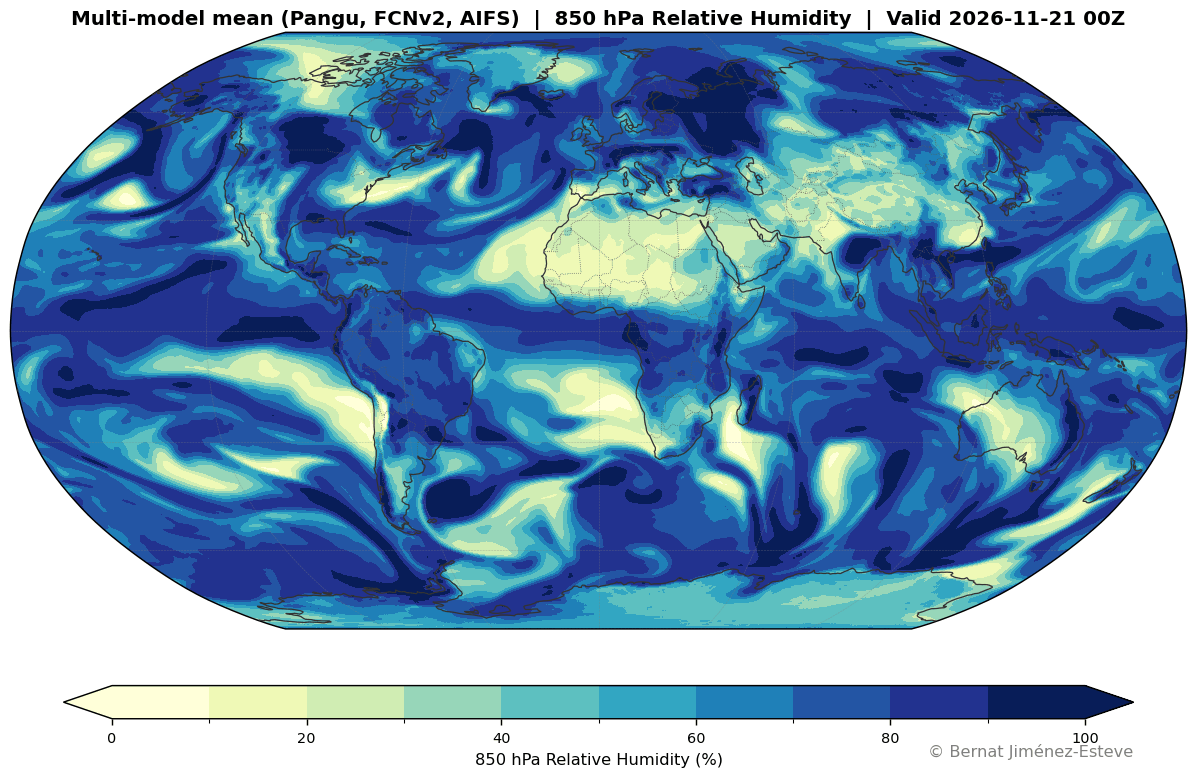 Multi-model mean (Pangu, FCNv2, AIFS)  |  850 hPa Relative Humidity  |  Valid 2026-11-21 00Z
0 20 40 60 80 100
850 hPa Relative Humidity (%)
© Bernat Jiménez-Esteve